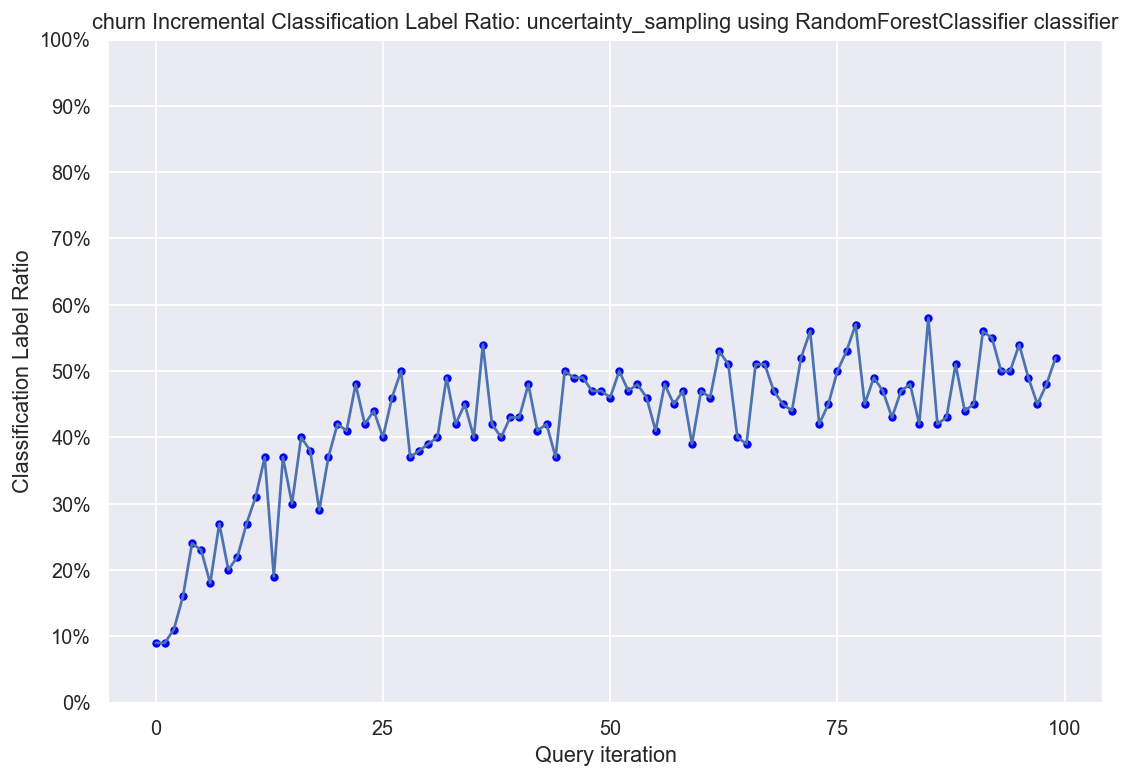 churn Incremental Classification Label Ratio: uncertainty_sampling using RandomForestClassifier classifier
100%
90%
80%
70%
60%
50%
40%
30%
20%
10%
0%
Classification Label Ratio
0 25 50 75 100
Query iteration